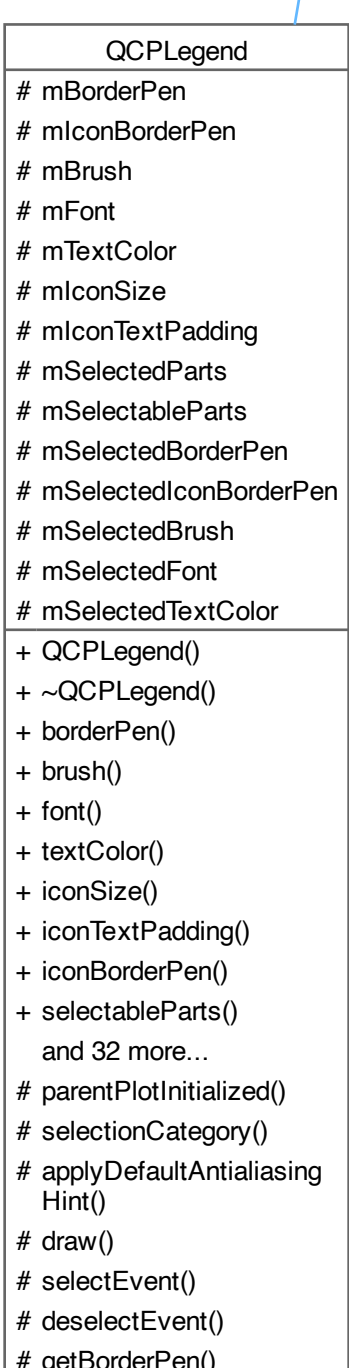 QCPLegend
# mBorderPen
# mIconBorderPen
# mBrush
# mFont
# mTextColor
# mIconSize
# mIconTextPadding
# mSelectedParts
# mSelectableParts
# mSelectedBorderPen
# mSelectedIconBorderPen
# mSelectedBrush
# mSelectedFont
# mSelectedTextColor
+ QCPLegend()
+ ~QCPLegend()
+ borderPen()
+ brush()
+ font()
+ textColor()
+ iconSize()
+ iconTextPadding()
+ iconBorderPen()
+ selectableParts()
and 32 more...
# parentPlotInitialized()
# selectionCategory()
# applyDefaultAntialiasing
Hint()
# draw()
# selectEvent()
# deselectEvent()
# getBorderPen()